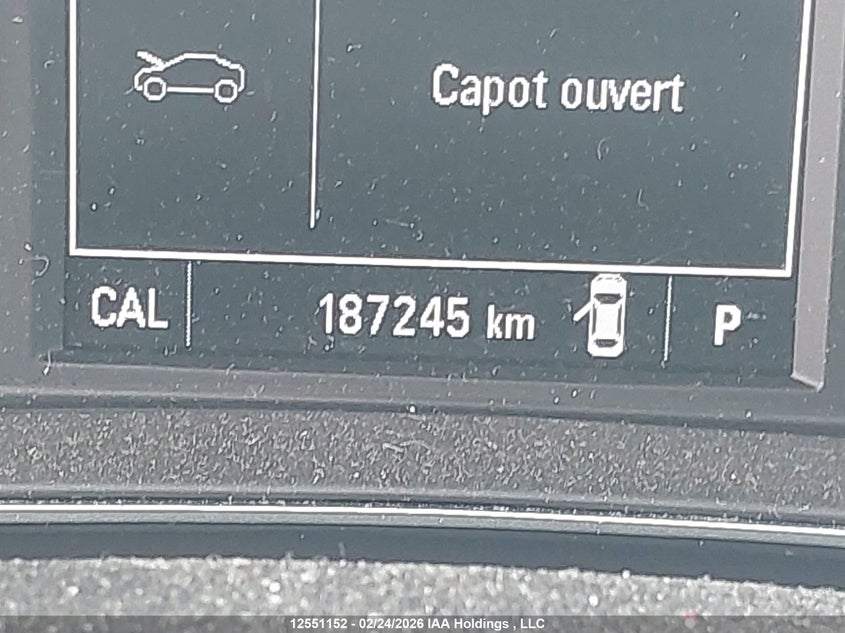 Capot ouvert
CAL 187245 km P
12551152 - 02/24/2026 IAA Holdings , LLC